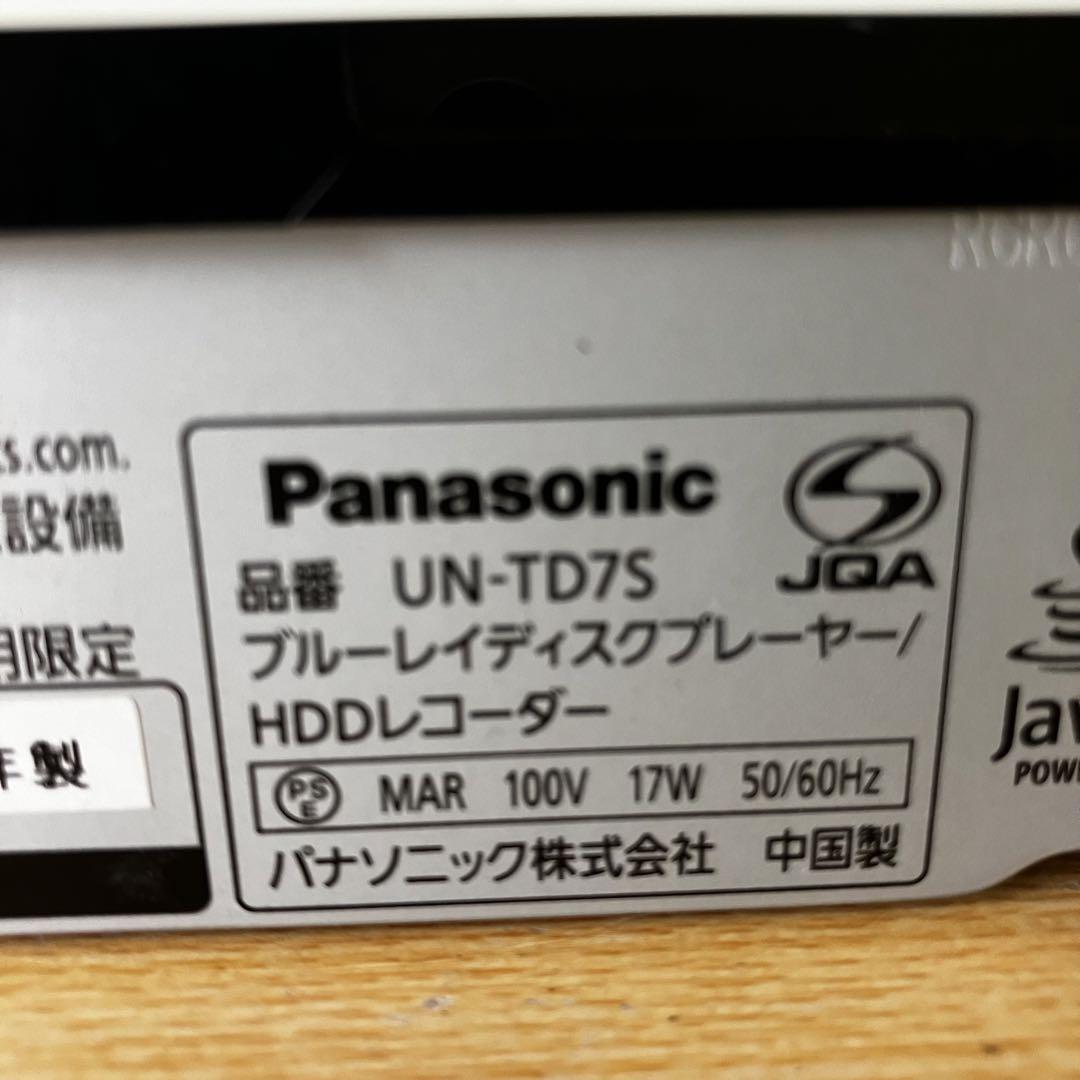 s.com.
設備
用限定
年製
Panasonic
JQA
品番 UN-TD7S
ブルーレイディスクプレーヤー/
HDDレコーダー
PSE MAR 100V 17W 50/60Hz
パナソニック株式会社 中国製
Jav
POWE